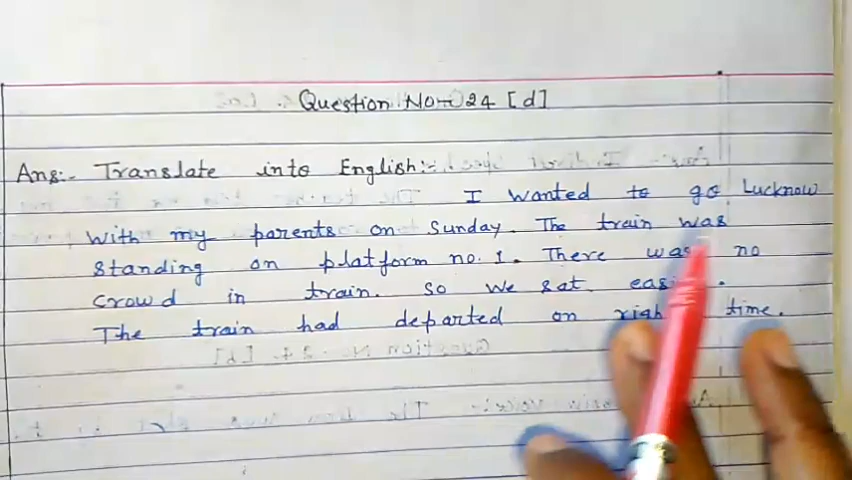 Question No-24 [d]
Ans:- Translate into English:-
I wanted to go Lucknow
with my parents on Sunday. The train was
standing on platform no. 1. There was no
crowd in train. So we sat .
The train had departed on time.